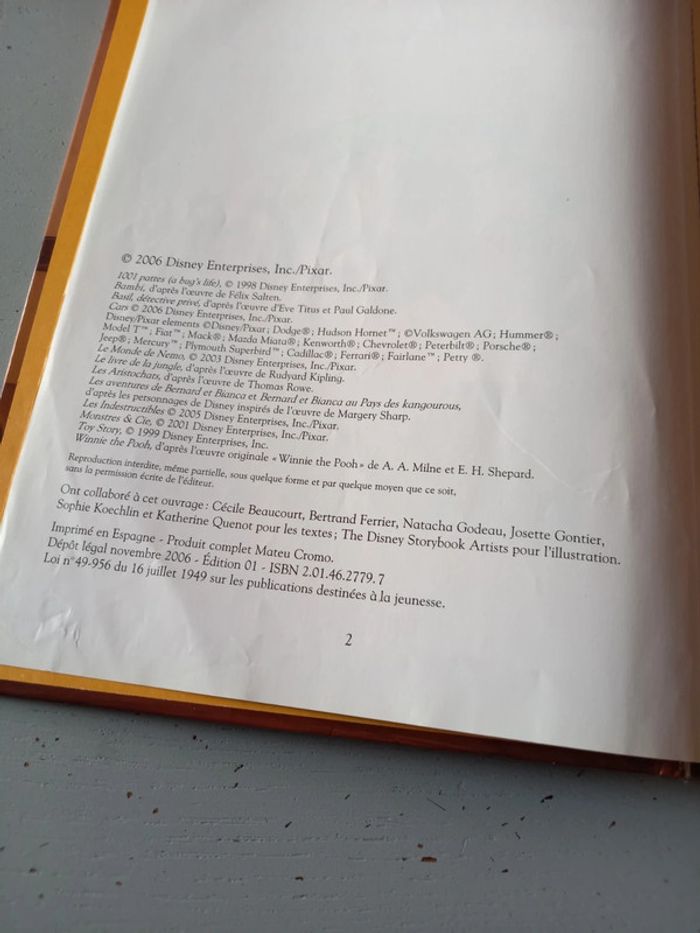 © 2006 Disney Enterprises, Inc./Pixar.
1001 pattes (a bug's life), © 1998 Disney Enterprises, Inc./Pixar.
Bambi, d'après l'œuvre de Félix Salten.
Basil, détective privé, d'après l'œuvre d'Eve Titus et Paul Galdone.
Cars © 2006 Disney Enterprises, Inc./Pixar.
Disney/Pixar elements ©Disney/Pixar ; Dodge® ; Hudson Hornet™ ; ©Volkswagen AG ; Hummer® ;
Model T™ ; Fiat™ ; Mack® ; Mazda Miata® ; Kenworth® ; Chevrolet® ; Peterbilt® ; Porsche® ;
Jeep® ; Mercury™ ; Plymouth Superbird™ ; Cadillac® ; Ferrari® ; Fairlane™ ; Petty ®.
Le Monde de Nemo, © 2003 Disney Enterprises, Inc./Pixar.
Le livre de la jungle, d'après l'œuvre de Rudyard Kipling.
Les Aristochats, d'après l'œuvre de Thomas Rowe.
Les aventures de Bernard et Bianca et Bernard et Bianca au Pays des kangourous,
d'après les personnages de Disney inspirés de l'œuvre de Margery Sharp.
Les Indestructibles © 2005 Disney Enterprises, Inc./Pixar.
Monstres & Cie, © 2001 Disney Enterprises, Inc./Pixar.
Toy Story, © 1999 Disney Enterprises, Inc.
Winnie the Pooh, d'après l'œuvre originale « Winnie the Pooh » de A. A. Milne et E. H. Shepard.
Reproduction interdite, même partielle, sous quelque forme et par quelque moyen que ce soit,
sans la permission écrite de l'éditeur.
Ont collaboré à cet ouvrage : Cécile Beaucourt, Bertrand Ferrier, Natacha Godeau, Josette Gontier,
Sophie Koechlin et Katherine Quenot pour les textes ; The Disney Storybook Artists pour l'illustration.
Imprimé en Espagne - Produit complet Mateu Cromo.
Dépôt légal novembre 2006 - Édition 01 - ISBN 2.01.46.2779.7
Loi n°49-956 du 16 juillet 1949 sur les publications destinées à la jeunesse.
2